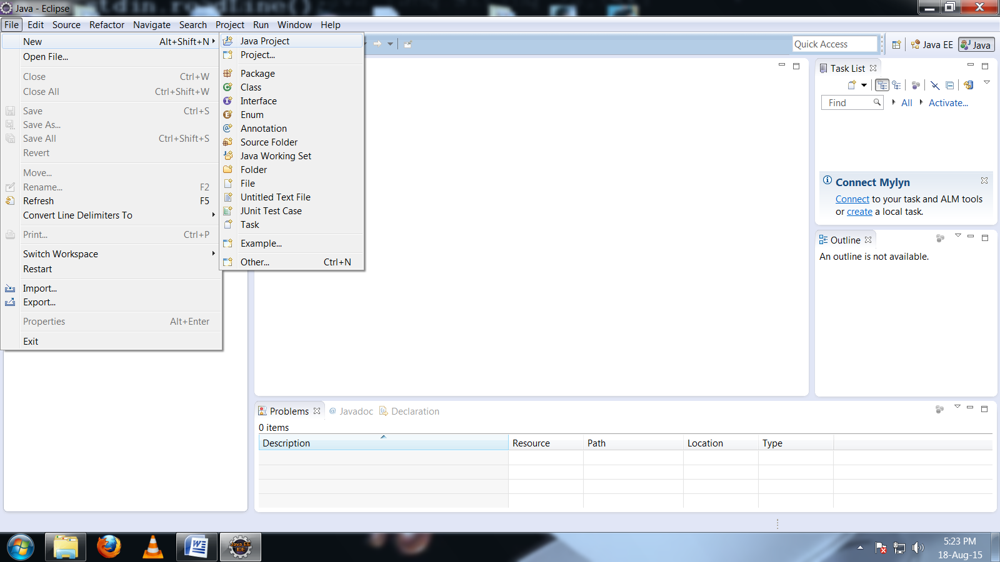 stdin.readLine();
Java - Eclipse
File Edit Source Refactor Navigate Search Project Run Window Help
New Alt+Shift+N
Open File...
Close Ctrl+W
Close All Ctrl+Shift+W
Save Ctrl+S
Save As...
Save All Ctrl+Shift+S
Revert
Move...
Rename... F2
Refresh F5
Convert Line Delimiters To
Print... Ctrl+P
Switch Workspace
Restart
Import...
Export...
Properties Alt+Enter
Exit
Java Project
Project...
Package
Class
Interface
Enum
Annotation
Source Folder
Java Working Set
Folder
File
Untitled Text File
JUnit Test Case
Task
Example...
Other... Ctrl+N
Quick Access
Java EE
Java
Task List
Find
All
Activate...
Connect Mylyn
Connect to your task and ALM tools
or create a local task.
Outline
An outline is not available.
Problems @ Javadoc Declaration
0 items
Description Resource Path Location Type
Java EE
IDE
5:23 PM
18-Aug-15